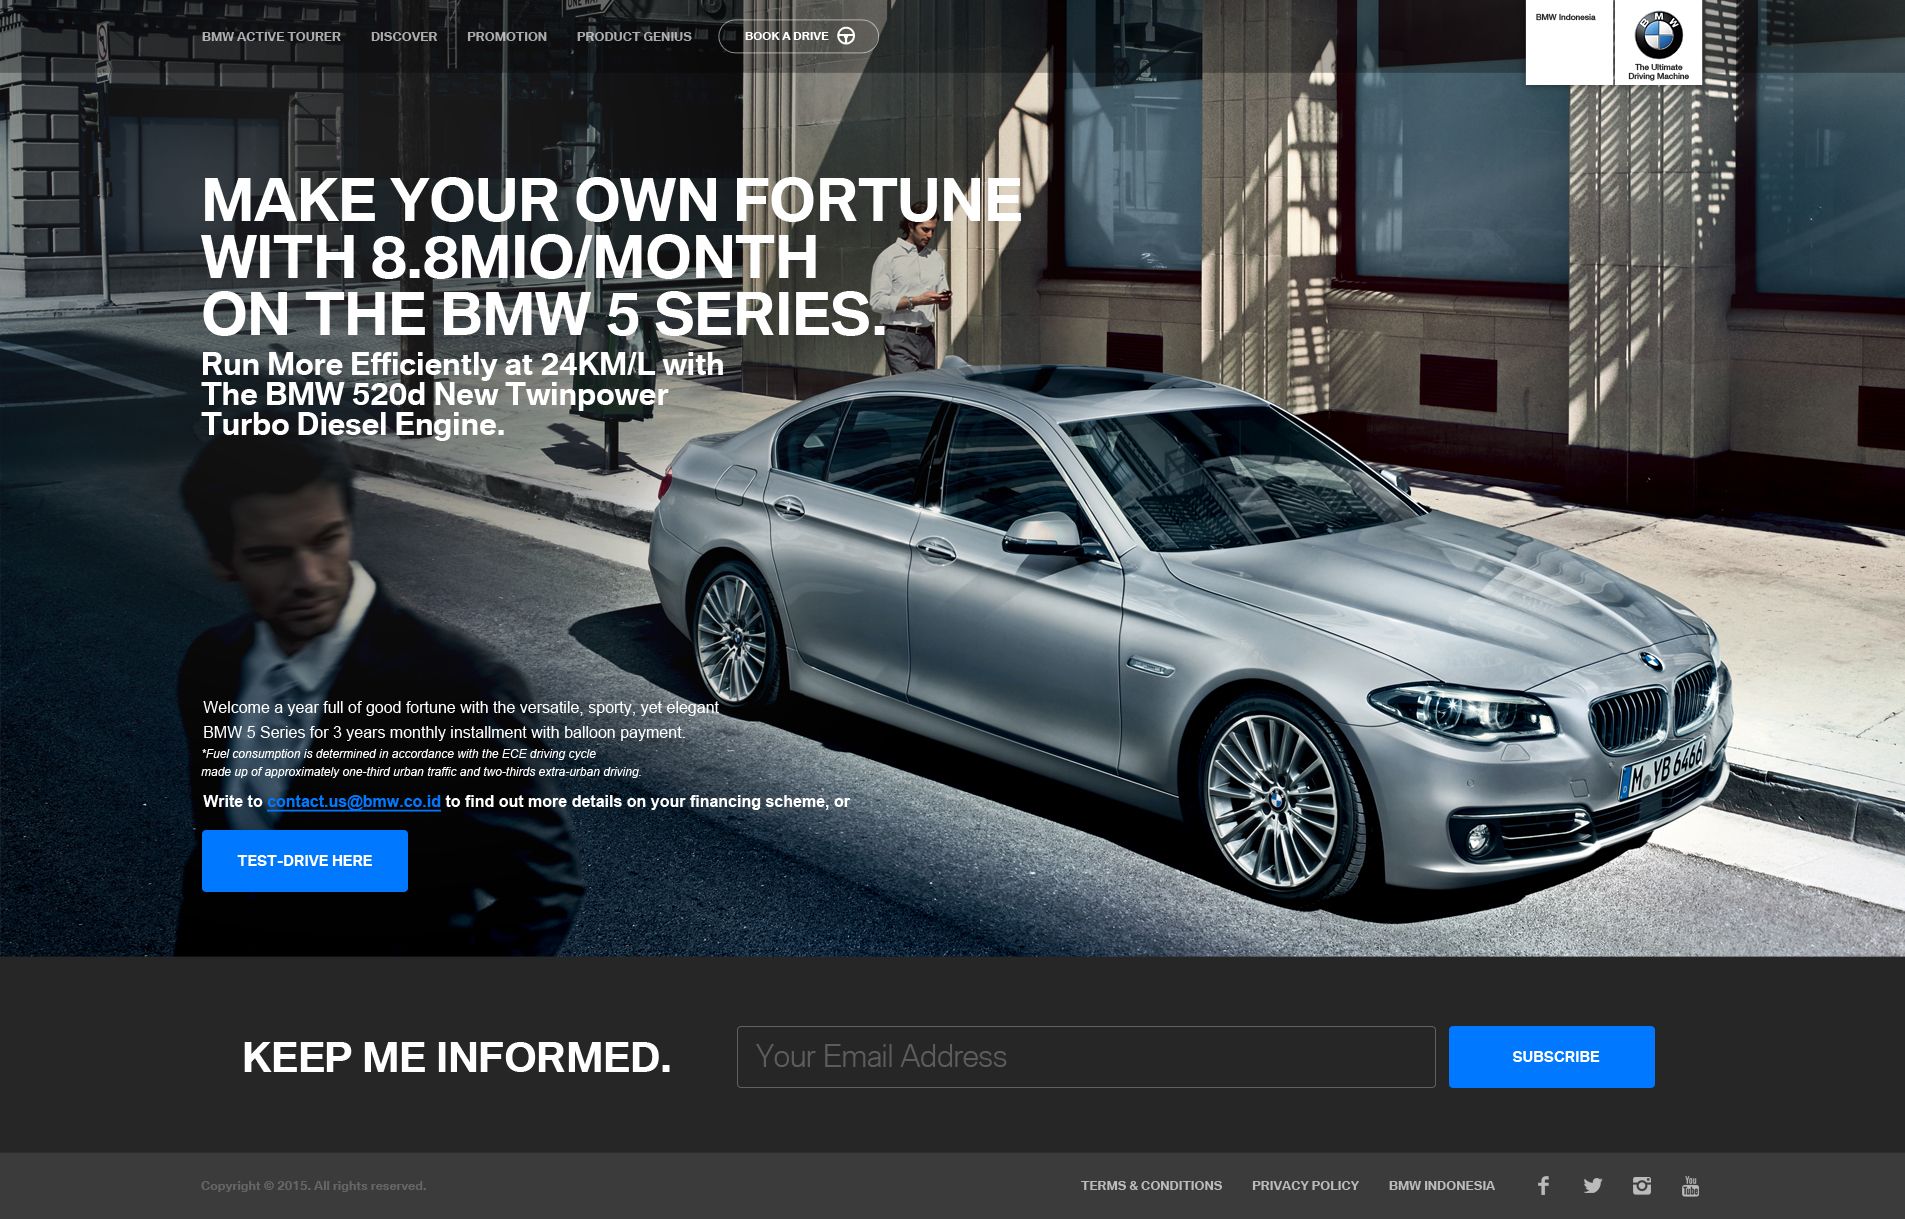 BMW ACTIVE TOURER
DISCOVER
PROMOTION
PRODUCT GENIUS
BOOK A DRIVE
ONE WAY
BMW Indonesia
BMW
The Ultimate
Driving Machine
MAKE YOUR OWN FORTUNE
WITH 8.8MIO/MONTH
ON THE BMW 5 SERIES.
Run More Efficiently at 24KM/L with
The BMW 520d New Twinpower
Turbo Diesel Engine.
M YB 6466
Welcome a year full of good fortune with the versatile, sporty, yet elegant
BMW 5 Series for 3 years monthly installment with balloon payment.
*Fuel consumption is determined in accordance with the ECE driving cycle
made up of approximately one-third urban traffic and two-thirds extra-urban driving.
Write to contact.us@bmw.co.id to find out more details on your financing scheme, or
TEST-DRIVE HERE
KEEP ME INFORMED.
Your Email Address
SUBSCRIBE
Copyright © 2015. All rights reserved.
TERMS & CONDITIONS
PRIVACY POLICY
BMW INDONESIA
You
Tube